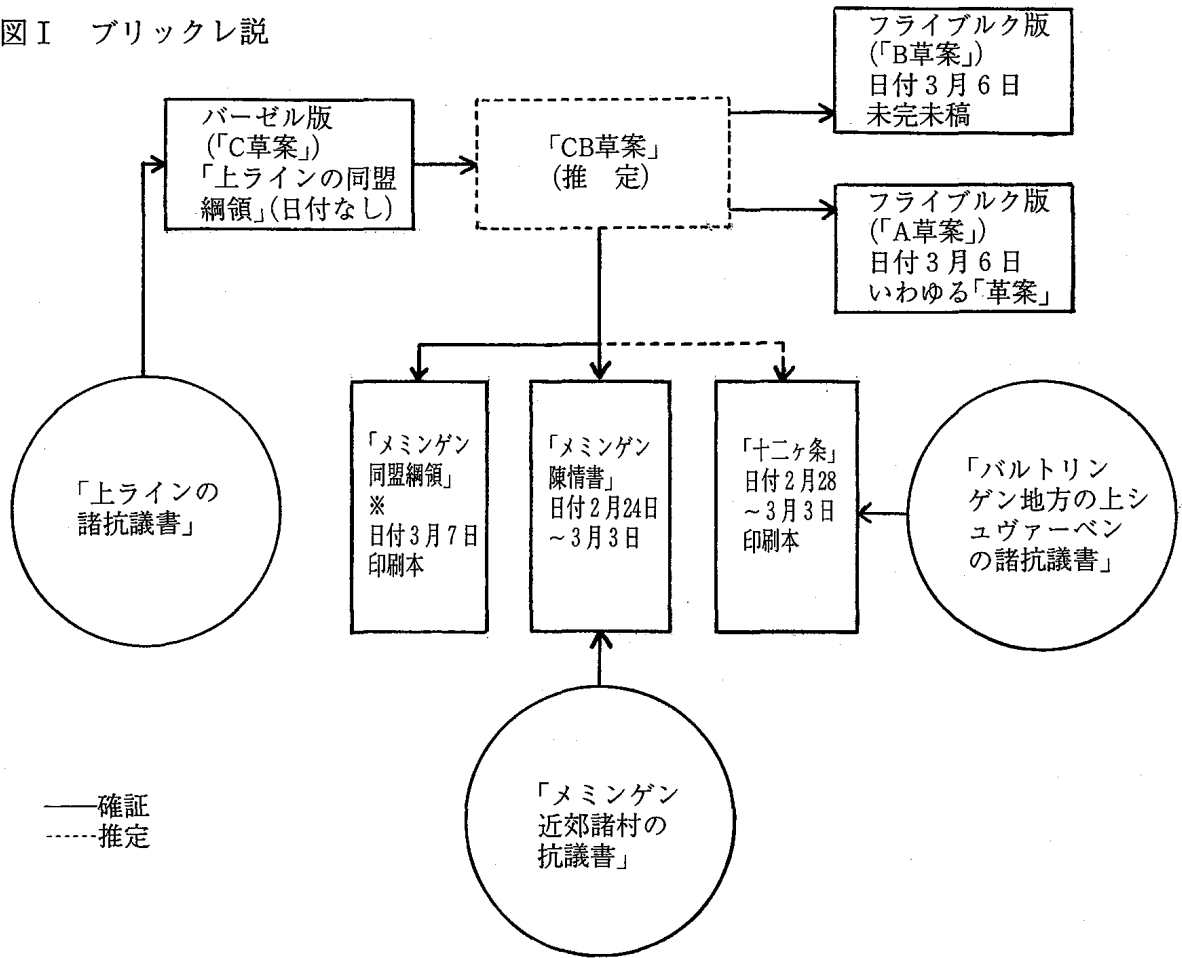 図Ⅰ　ブリックレ説
バーゼル版
(「C草案」)
「上ラインの同盟
綱領」(日付なし)
「CB草案」
(推　定)
フライブルク版
(「B草案」)
日付3月6日
未完未稿
フライブルク版
(「A草案」)
日付3月6日
いわゆる「革案」
「上ラインの
諸抗議書」
「メミンゲン
同盟綱領」
※
日付3月7日
印刷本
「メミンゲン
陳情書」
日付2月24日
～3月3日
「十二ヶ条」
日付2月28
～3月3日
印刷本
「バルトリン
ゲン地方の上シ
ュヴァーベン
の諸抗議書」
「メミンゲン
近郊諸村の
抗議書」
——確証
------推定